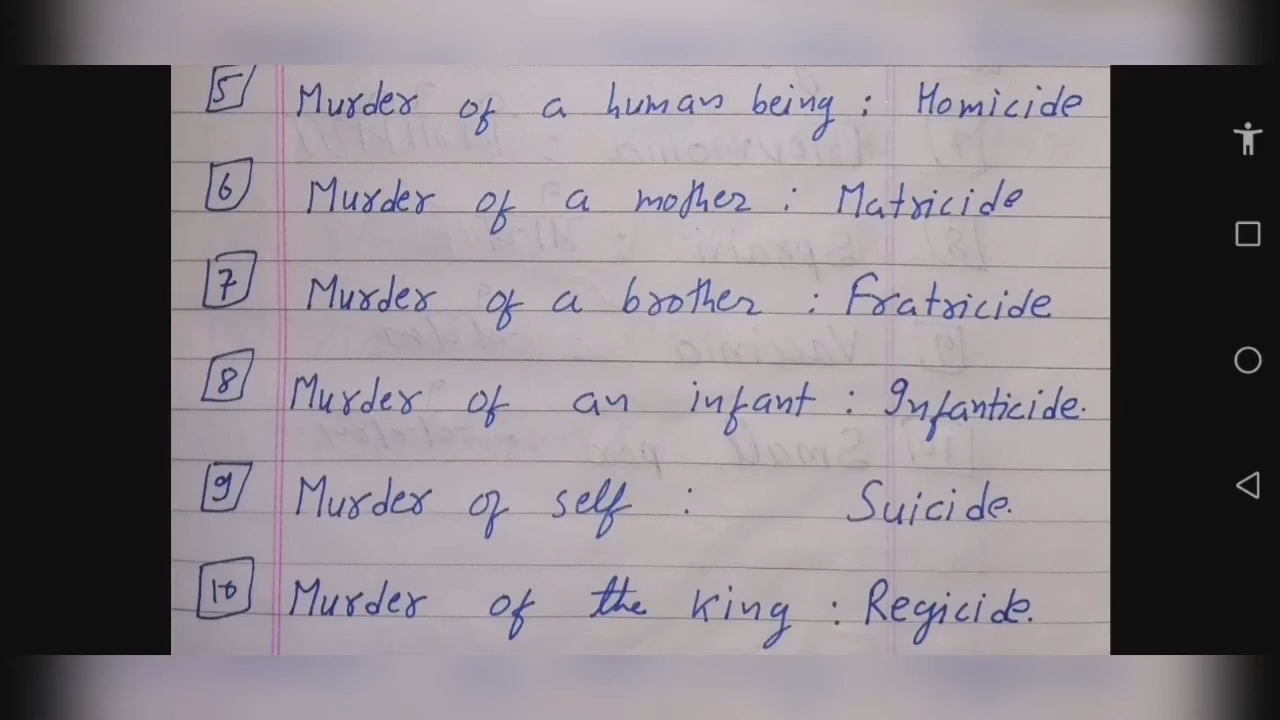 5 Murder of a human being : Homicide
6 Murder of a mother : Matricide
7 Murder of a brother : Fratricide
8 Murder of an infant : Infanticide.
9 Murder of self : Suicide.
10 Murder of the king : Regicide.